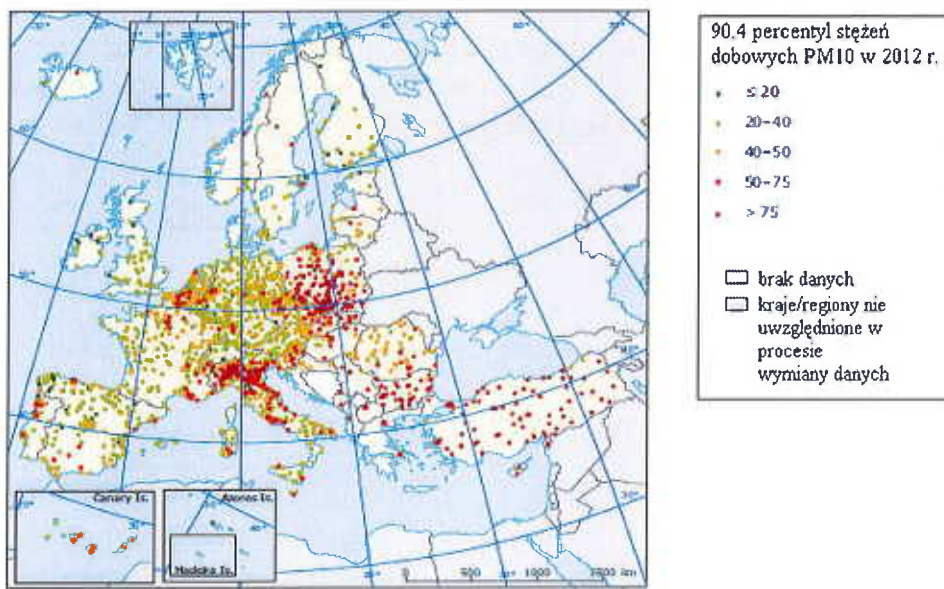 90.4 percentyl stężeń
dobowych PM10 w 2012 r.
≤ 20
20-40
40-50
50-75
> 75
brak danych
kraje/regiony nie
uwzględnione w
procesie
wymiany danych
Canary Is.
Azores Is.
Madeira Is.
0 500 1000 1500 km